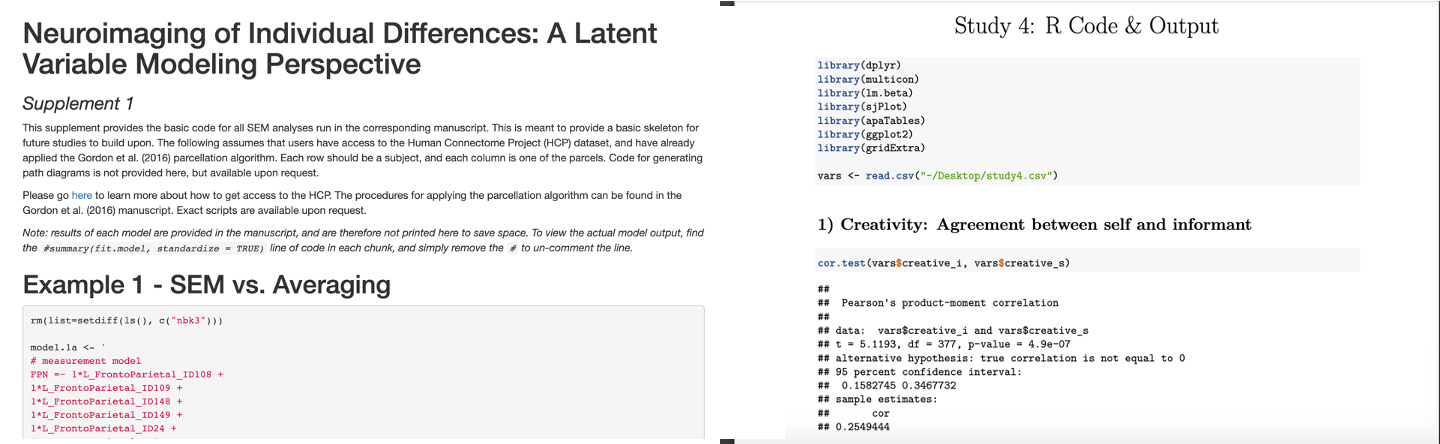 Neuroimaging of Individual Differences: A Latent
Variable Modeling Perspective
Supplement 1
This supplement provides the basic code for all SEM analyses run in the corresponding manuscript. This is meant to provide a basic skeleton for
future studies to build upon. The following assumes that users have access to the Human Connectome Project (HCP) dataset, and have already
applied the Gordon et al. (2016) parcellation algorithm. Each row should be a subject, and each column is one of the parcels. Code for generating
path diagrams is not provided here, but available upon request.
Please go here to learn more about how to get access to the HCP. The procedures for applying the parcellation algorithm can be found in the
Gordon et al. (2016) manuscript. Exact scripts are available upon request.
Note: results of each model are provided in the manuscript, and are therefore not printed here to save space. To view the actual model output, find
the #summary(fit.model, standardize = TRUE) line of code in each chunk, and simply remove the # to un-comment the line.
Example 1 - SEM vs. Averaging
rm(list=setdiff(ls(), c("nbk3")))
model.1a <- '
# measurement model
FPN =~ 1*L_FrontoParietal_ID108 +
1*L_FrontoParietal_ID109 +
1*L_FrontoParietal_ID148 +
1*L_FrontoParietal_ID149 +
1*L_FrontoParietal_ID24 +
Study 4: R Code & Output
library(dplyr)
library(multicon)
library(lm.beta)
library(sjPlot)
library(apaTables)
library(ggplot2)
library(gridExtra)
vars <- read.csv("~/Desktop/study4.csv")
1) Creativity: Agreement between self and informant
cor.test(vars$creative_i, vars$creative_s)
##
## Pearson's product-moment correlation
##
## data: vars$creative_i and vars$creative_s
## t = 5.1193, df = 377, p-value = 4.9e-07
## alternative hypothesis: true correlation is not equal to 0
## 95 percent confidence interval:
## 0.1582745 0.3467732
## sample estimates:
## cor
## 0.2549444